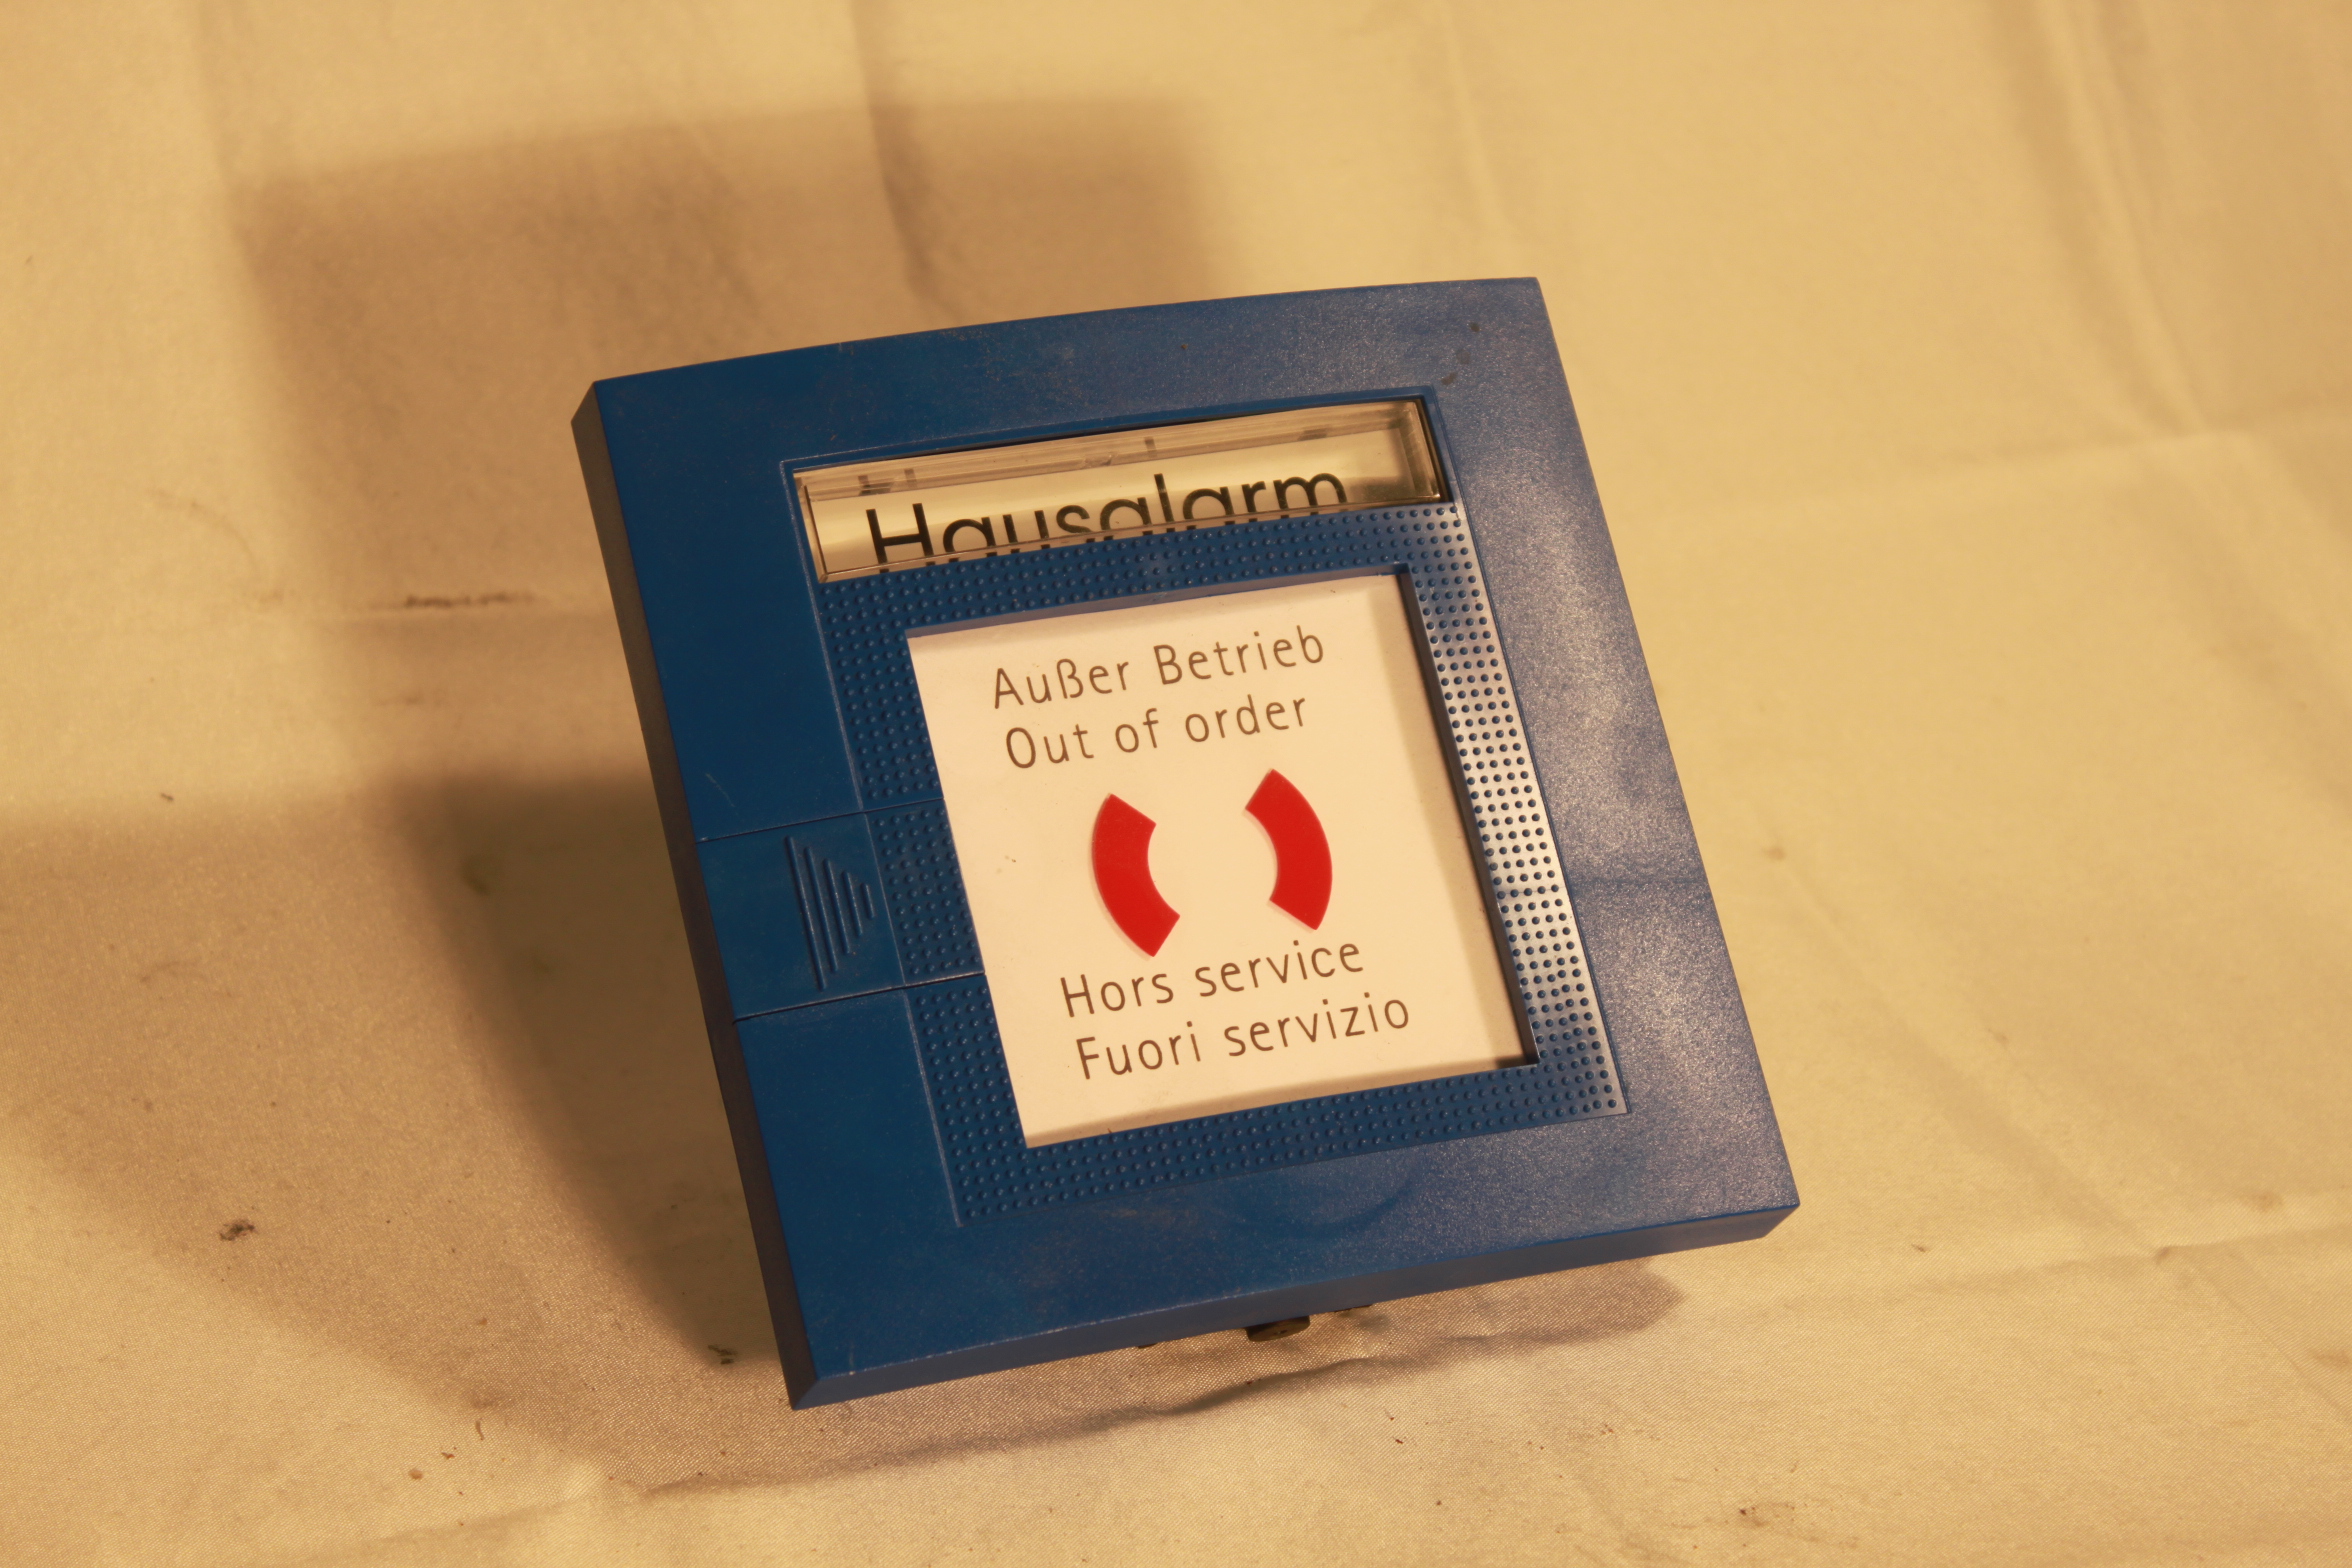 Hausalarm
Außer Betrieb
Out of order
Hors service
Fuori servizio